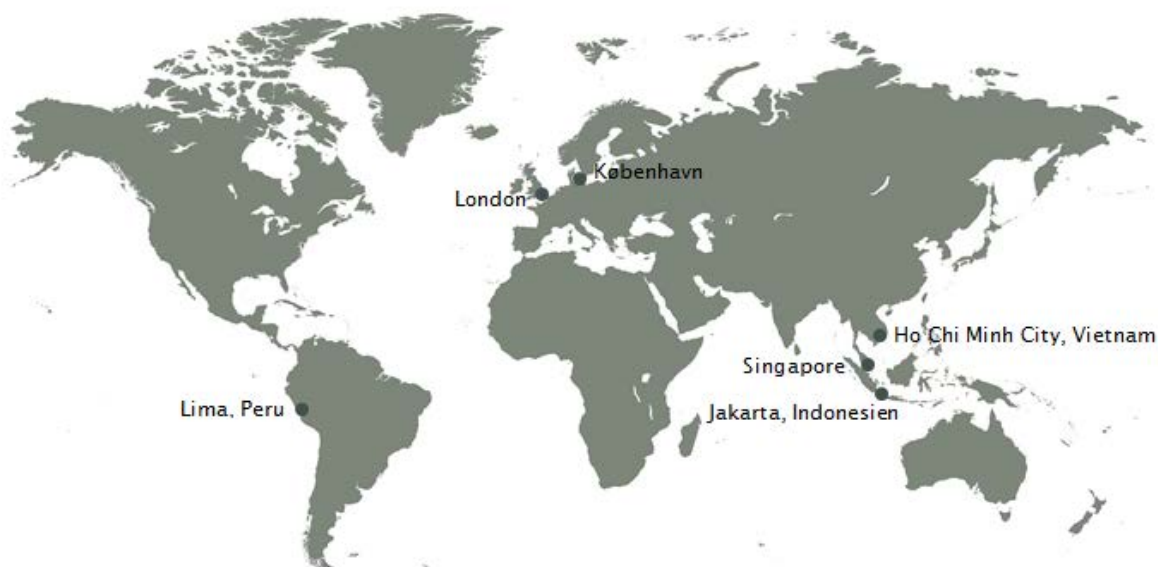 København
London
Ho Chi Minh City, Vietnam
Singapore
Lima, Peru
Jakarta, Indonesien